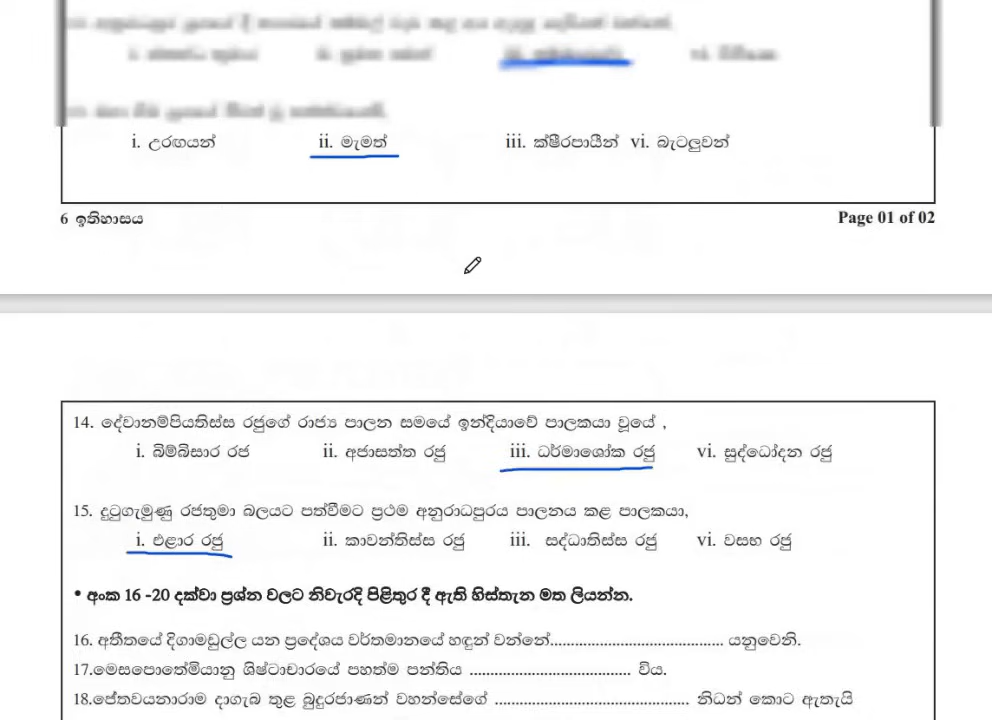 i. උරඟයන් ii. මැමත් iii. ක්ෂීරපායීන් vi. බැටලුවන්
6 ඉතිහාසය Page 01 of 02
14. දේවානම්පියතිස්ස රජුගේ රාජ්‍ය පාලන සමයේ ඉන්දියාවේ පාලකයා වූයේ ,
i. බිම්බිසාර රජ ii. අජාසත්ත රජු iii. ධර්මාශෝක රජු vi. සුද්ධෝදන රජු
15. දුටුගැමුණු රජතුමා බලයට පත්වීමට ප්‍රථම අනුරාධපුරය පාලනය කළ පාලකයා,
i. එළාර රජු ii. කාවන්තිස්ස රජු iii. සද්ධාතිස්ස රජු vi. වසභ රජු
• අංක 16 -20 දක්වා ප්‍රශ්න වලට නිවැරදි පිළිතුර දී ඇති හිස්තැන මත ලියන්න.
16. අතීතයේ දිගාමඩුල්ල යන ප්‍රදේශය වර්තමානයේ හඳුන් වන්නේ........................................... යනුවෙනි.
17.මෙසපොතේමියානු ශිෂ්ටාචාරයේ පහත්ම පන්තිය ........................................ විය.
18.ජේතවයනාරාම දාගැබ තුළ බුදුරජාණන් වහන්සේගේ ................................................ නිධන් කොට ඇතැයි